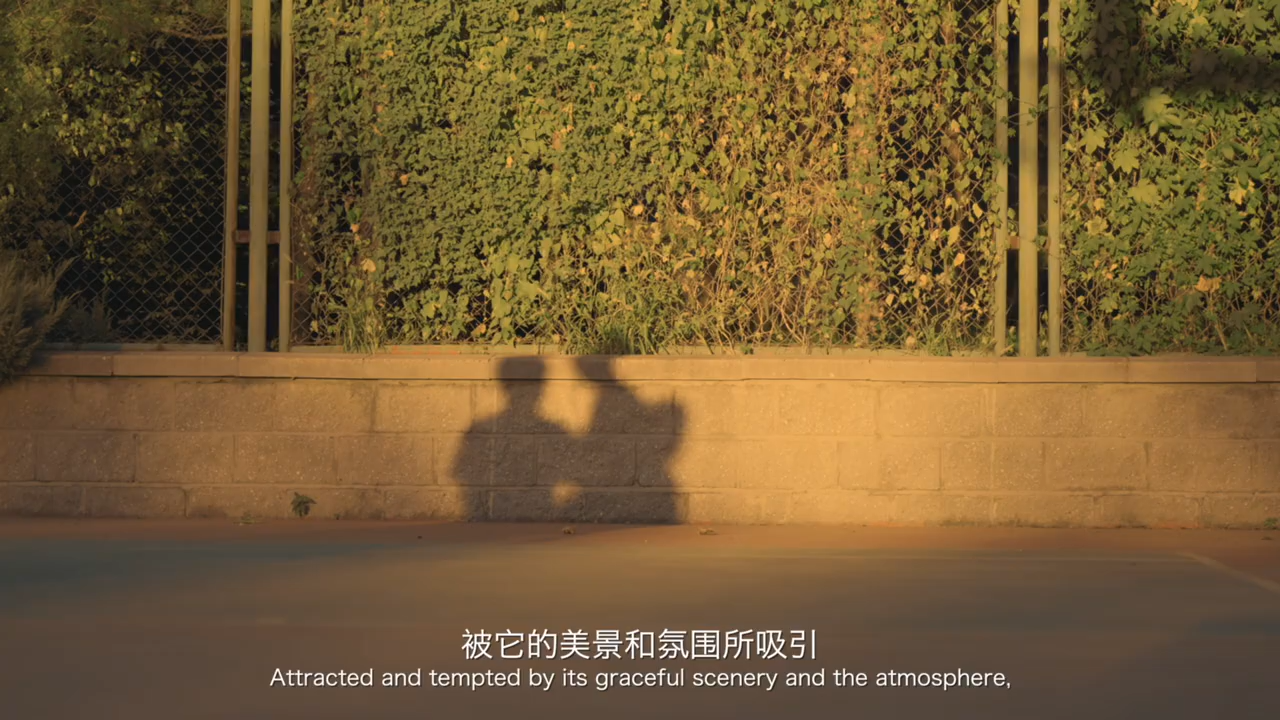 被它的美景和氛围所吸引
Attracted and tempted by its graceful scenery and the atmosphere,